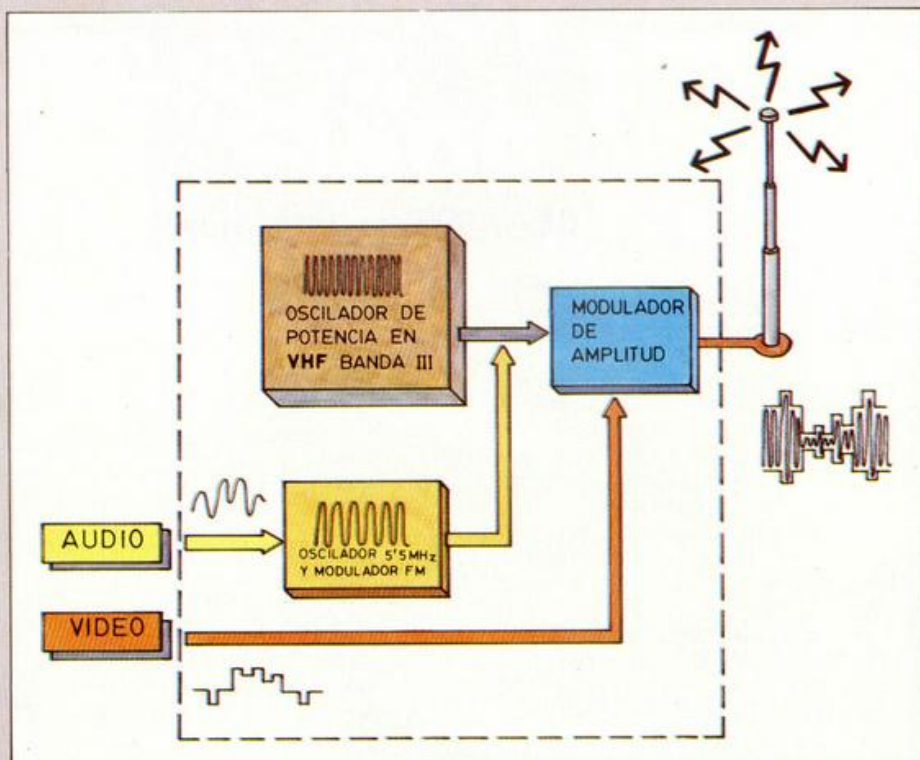 OSCILADOR DE
POTENCIA EN
VHF BANDA III
MODULADOR
DE
AMPLITUD
AUDIO
OSCILADOR 5'5MHz
Y MODULADOR FM
VIDEO